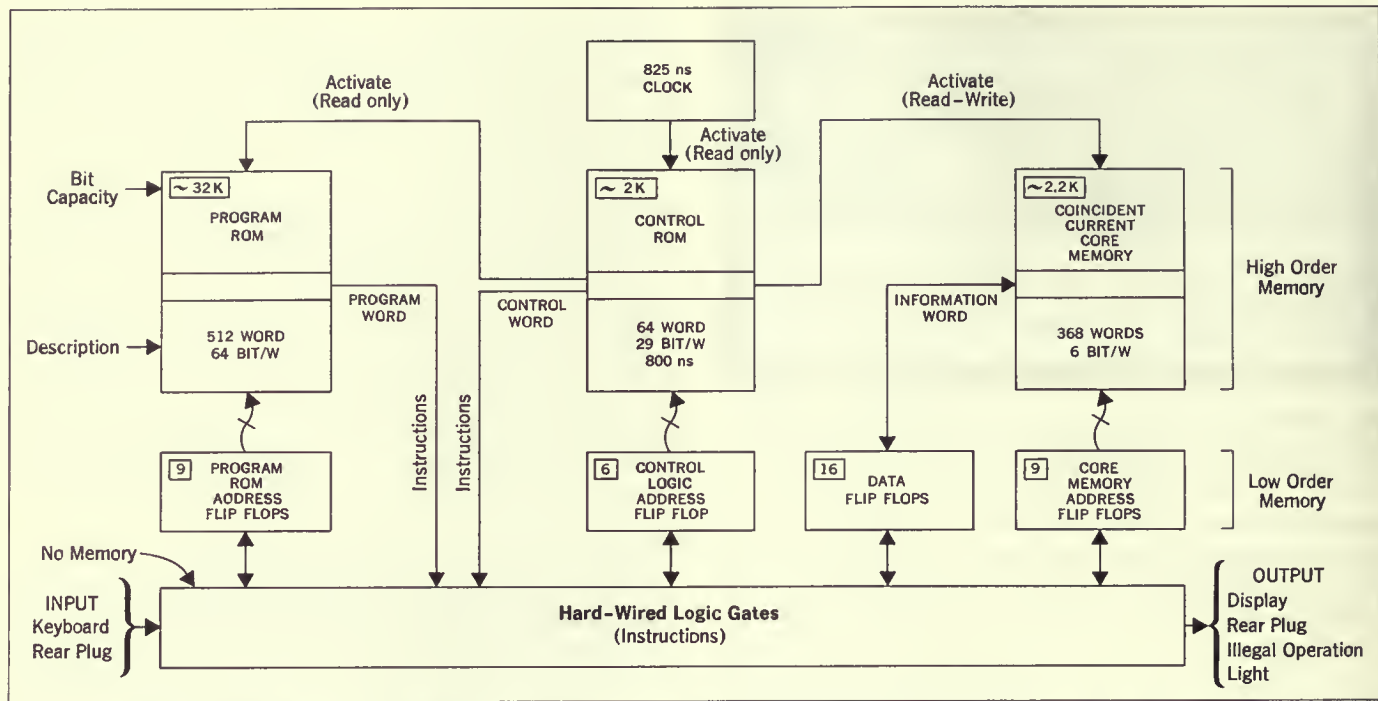 825 ns
CLOCK
Activate
(Read only)
Activate
(Read-Write)
Activate
(Read only)
Bit
Capacity
~ 32K
PROGRAM
ROM
~ 2K
CONTROL
ROM
~2,2K
COINCIDENT
CURRENT
CORE
MEMORY
High Order
Memory
PROGRAM
WORD
CONTROL
WORD
INFORMATION
WORD
Description
512 WORD
64 BIT/W
64 WORD
29 BIT/W
800 ns
368 WORDS
6 BIT/W
Instructions
Instructions
9
PROGRAM
ROM
AODRESS
FLIP FLOPS
6
CONTROL
LOGIC
ADDRESS
FLIP FLOP
16
DATA
FLIP FLOPS
9
CORE
MEMORY
ADDRESS
FLIP FLOPS
Low Order
Memory
No Memory
INPUT
Keyboard
Rear Plug
Hard-Wired Logic Gates
(Instructions)
OUTPUT
Display
Rear Plug
Illegal Operation
Light